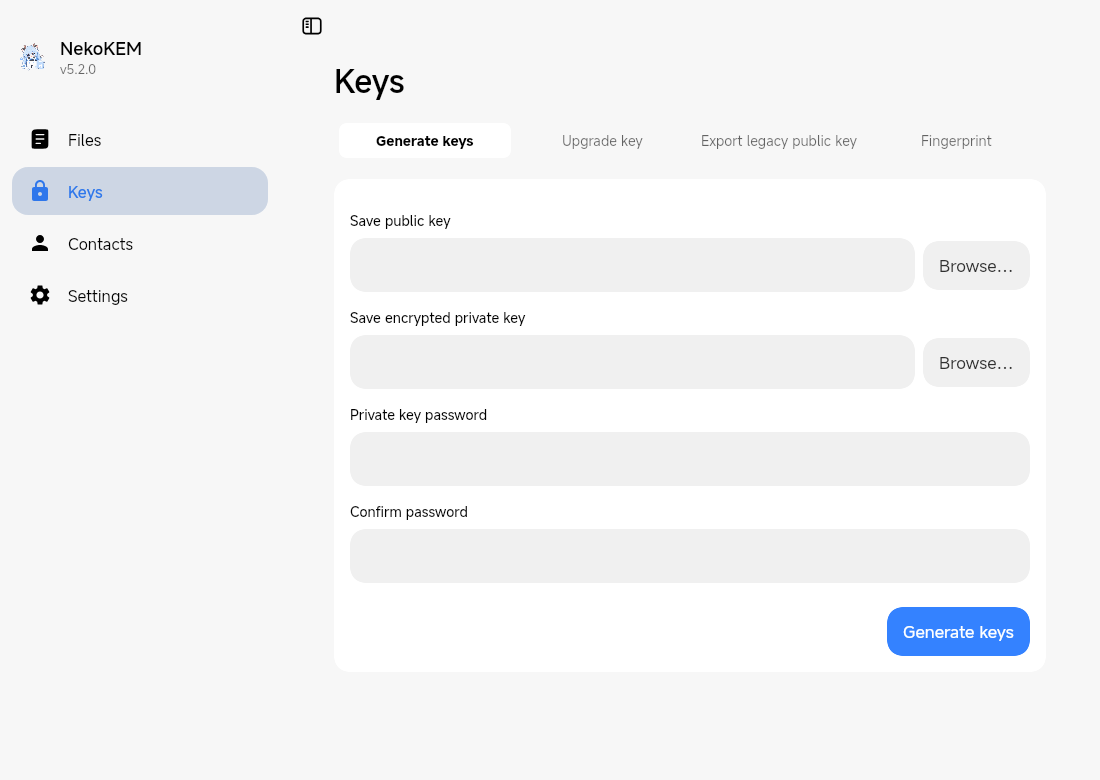 NekoKEM
v5.2.0
Files
Keys
Contacts
Settings
Keys
Generate keys
Upgrade key
Export legacy public key
Fingerprint
Save public key
Browse...
Save encrypted private key
Browse...
Private key password
Confirm password
Generate keys